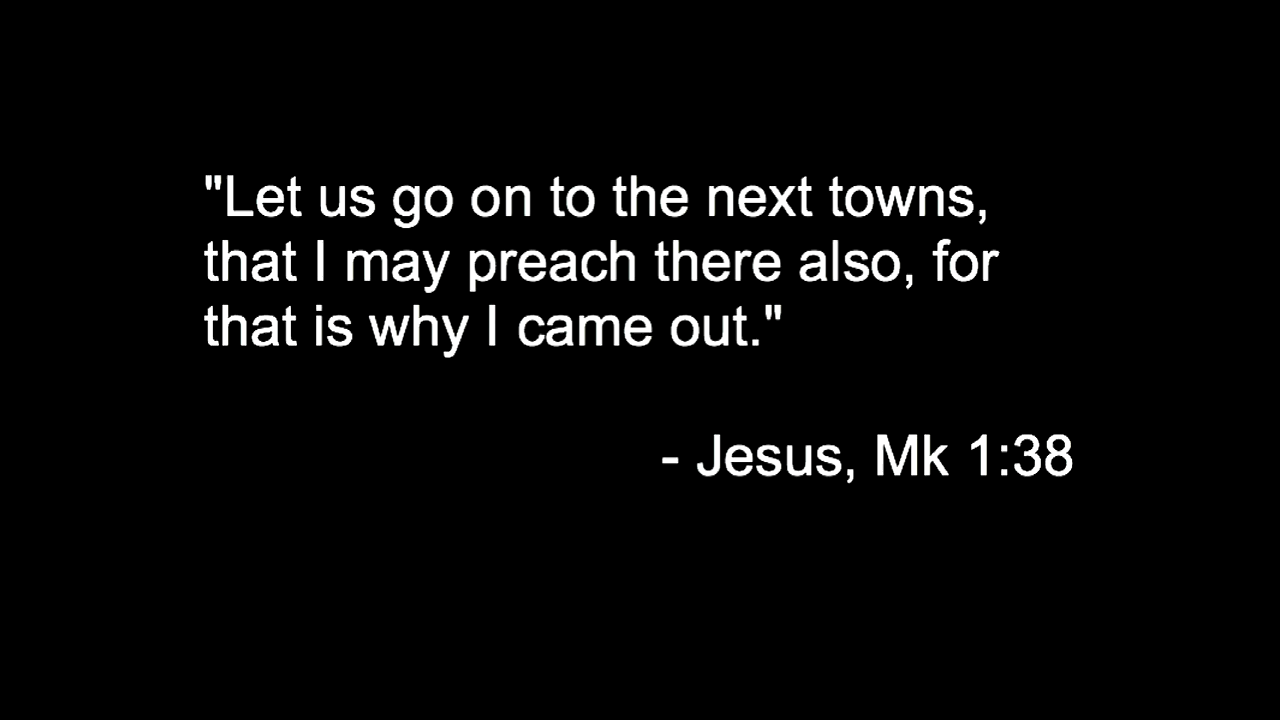 "Let us go on to the next towns,
that I may preach there also, for
that is why I came out."
- Jesus, Mk 1:38